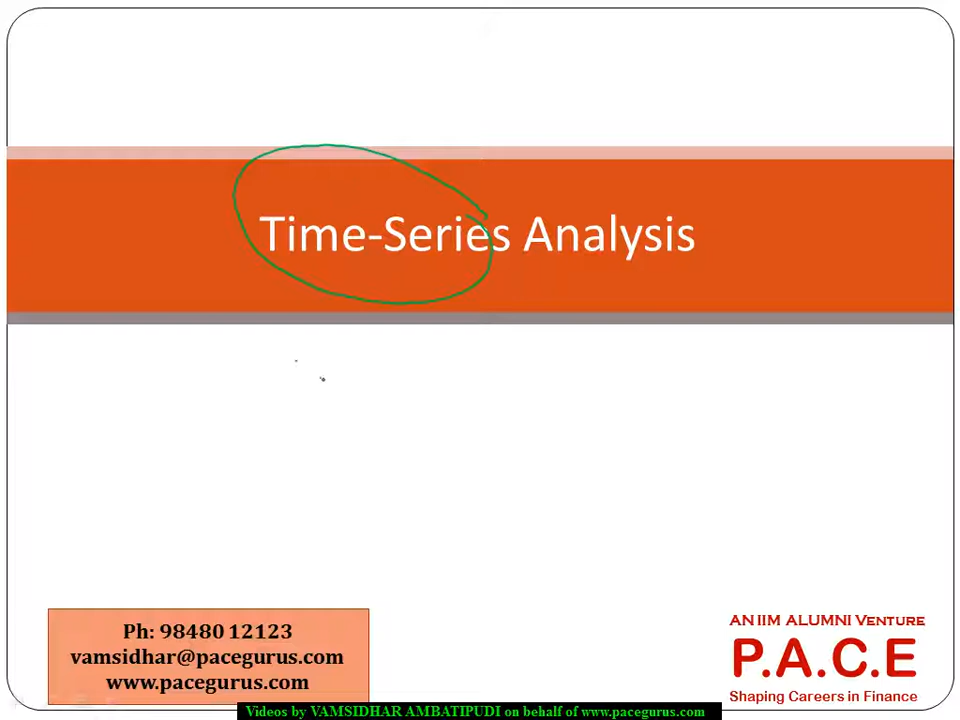 Time-Series Analysis
Ph: 98480 12123
vamsidhar@pacegurus.com
www.pacegurus.com
AN IIM ALUMNI VENTURE
P.A.C.E
Shaping Careers in Finance
Videos by VAMSIDHAR AMBATIPUDI on behalf of www.pacegurus.com